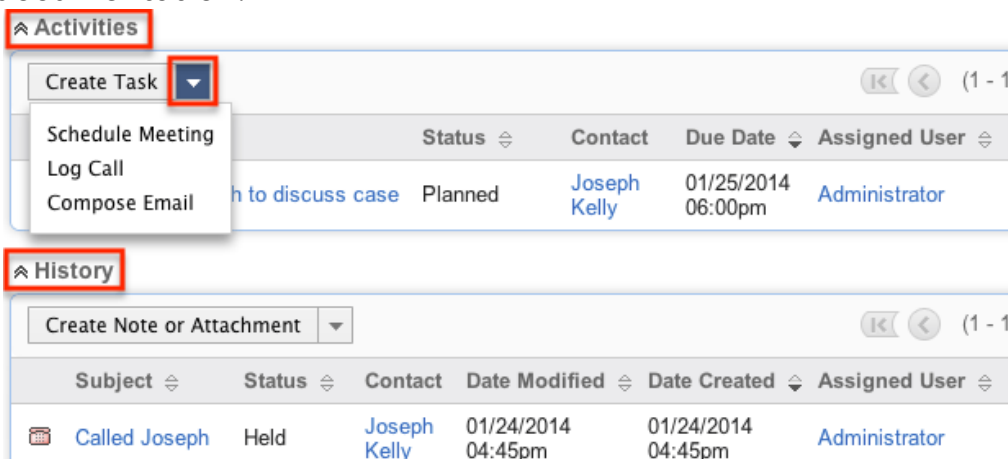 Activities
Create Task
(1 - 1
Schedule Meeting
Log Call
Compose Email
Status Contact Due Date Assigned User
h to discuss case Planned Joseph Kelly 01/25/2014 06:00pm Administrator
History
Create Note or Attachment
(1 - 1
Subject Status Contact Date Modified Date Created Assigned User
Called Joseph Held Joseph Kelly 01/24/2014 04:45pm 01/24/2014 04:45pm Administrator